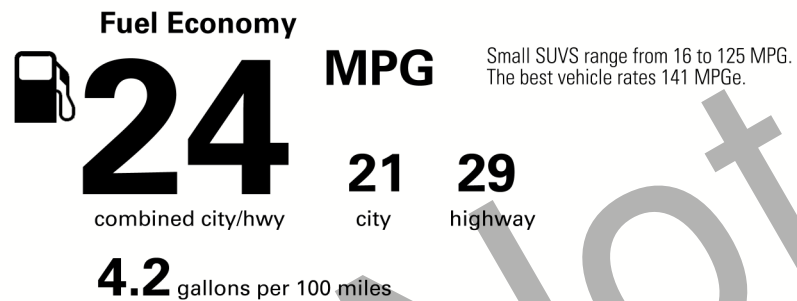 Fuel Economy
24 MPG
Small SUVS range from 16 to 125 MPG.
The best vehicle rates 141 MPGe.
combined city/hwy
21 city
29 highway
4.2 gallons per 100 miles
Not